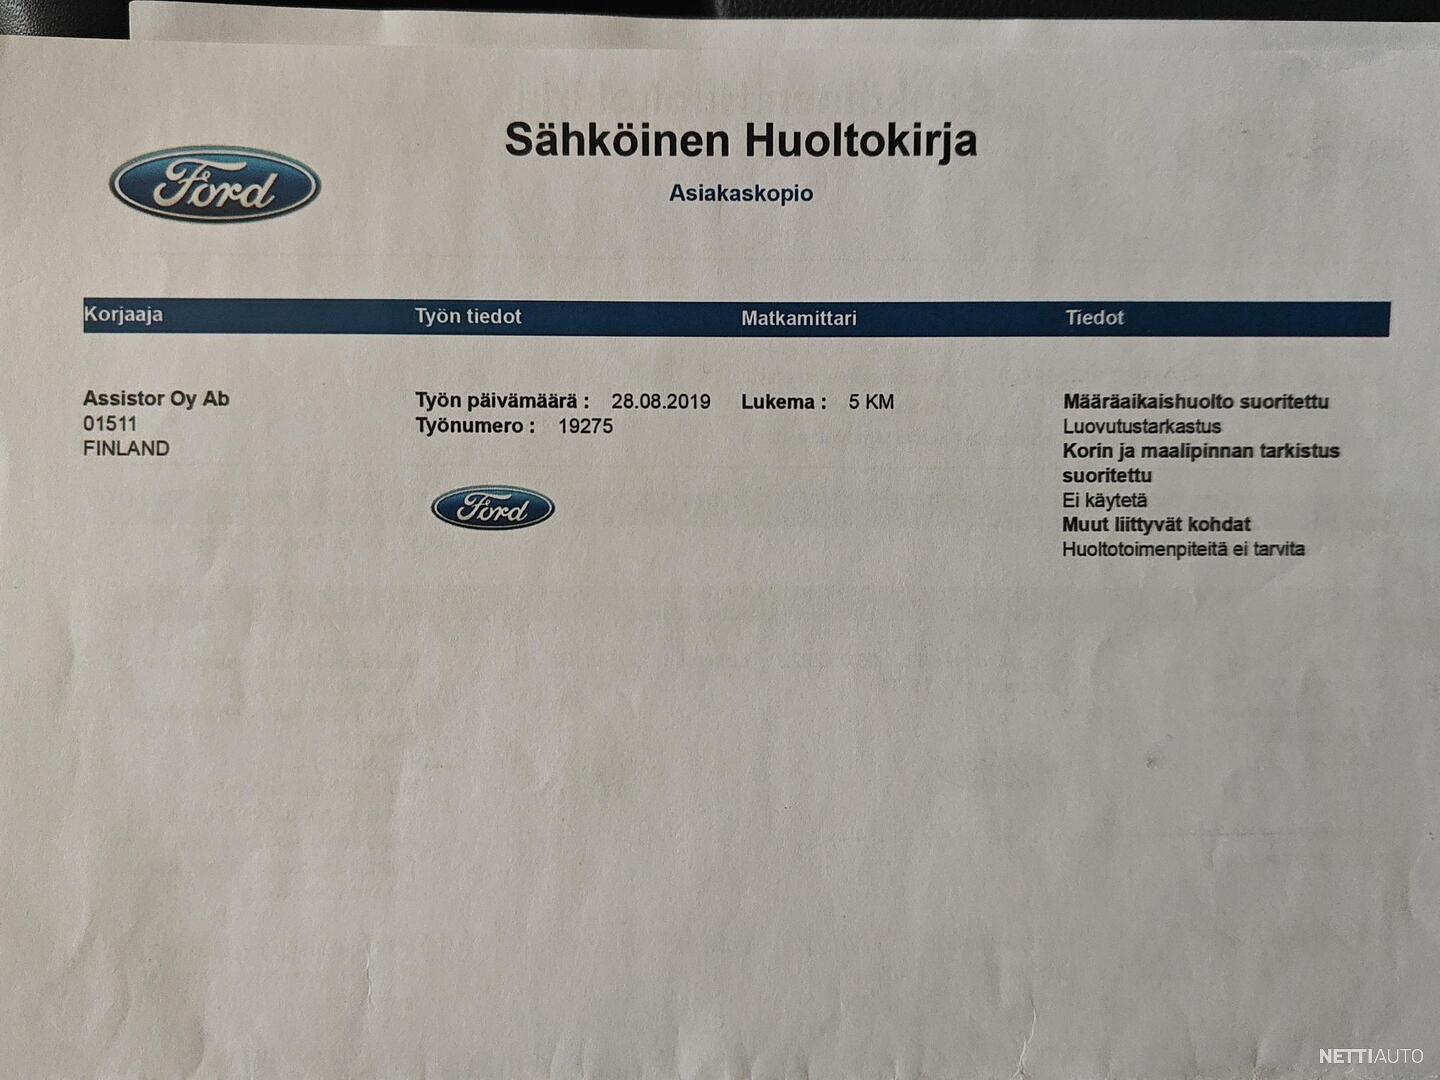 Sähköinen Huoltokirja
Ford
Asiakaskopio
Korjaaja Työn tiedot Matkamittari Tiedot
Assistor Oy Ab
01511
FINLAND
Työn päivämäärä : 28.08.2019
Työnumero : 19275
Ford
Lukema : 5 KM
Määräaikaishuolto suoritettu
Luovutustarkastus
Korin ja maalipinnan tarkistus
suoritettu
Ei käytetä
Muut liittyvät kohdat
Huoltotoimenpiteitä ei tarvita
NETTIAUTO